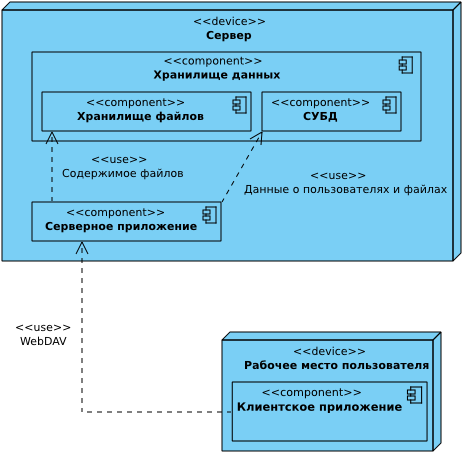 <<device>>
Сервер
<<component>>
Хранилище данных
<<component>>
Хранилище файлов
<<component>>
СУБД
<<use>>
Содержимое файлов
<<use>>
Данные о пользователях и файлах
<<component>>
Серверное приложение
<<use>>
WebDAV
<<device>>
Рабочее место пользователя
<<component>>
Клиентское приложение